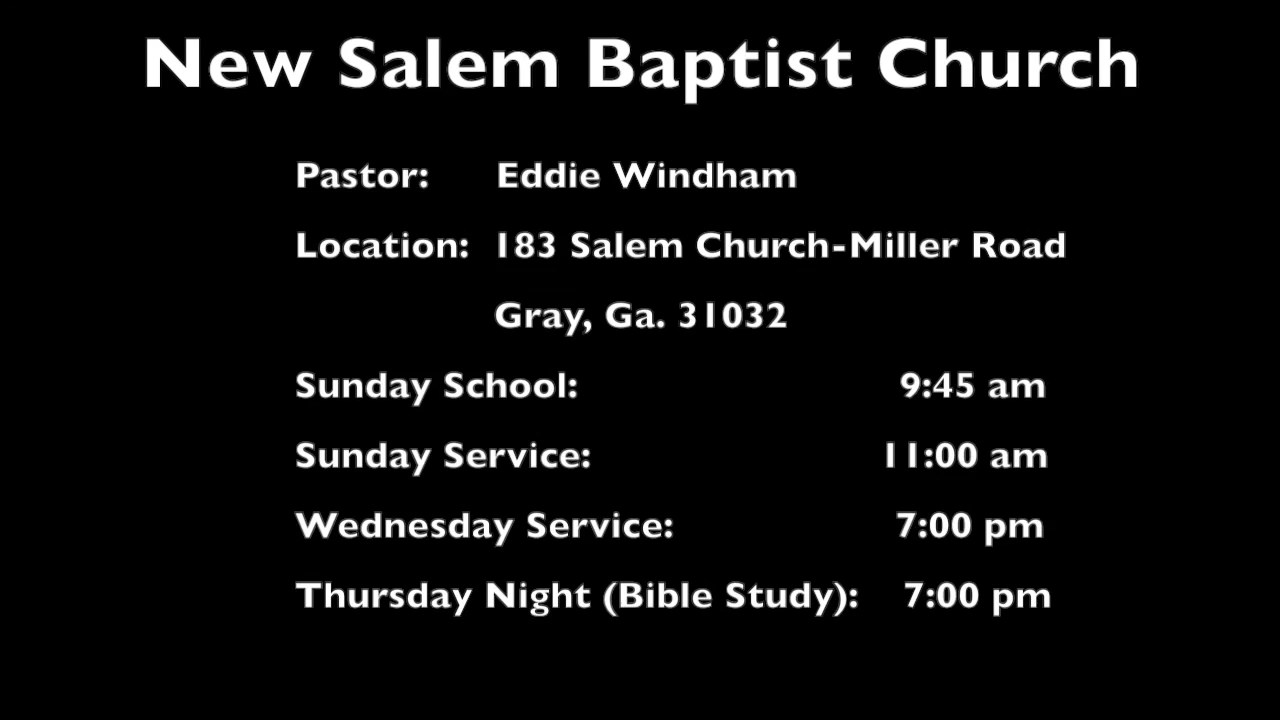 New Salem Baptist Church
Pastor: Eddie Windham
Location: 183 Salem Church-Miller Road
Gray, Ga. 31032
Sunday School: 9:45 am
Sunday Service: 11:00 am
Wednesday Service: 7:00 pm
Thursday Night (Bible Study): 7:00 pm